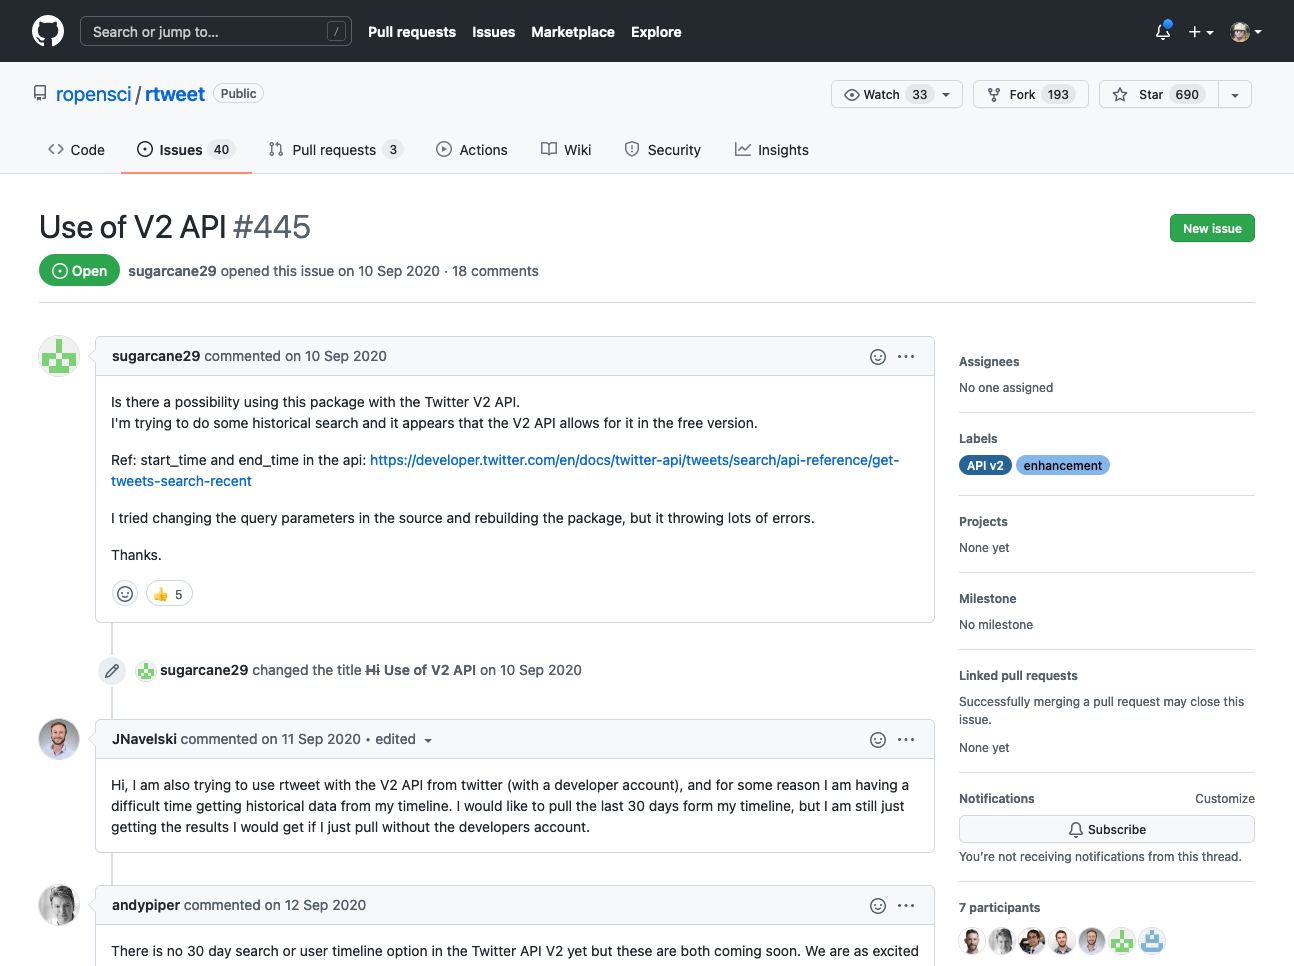 Search or jump to... /
Pull requests Issues Marketplace Explore
ropensci / rtweet Public
Watch 33
Fork 193
Star 690
Code
Issues 40
Pull requests 3
Actions
Wiki
Security
Insights
Use of V2 API #445
New issue
Open
sugarcane29 opened this issue on 10 Sep 2020 · 18 comments
sugarcane29 commented on 10 Sep 2020
Is there a possibility using this package with the Twitter V2 API.
I'm trying to do some historical search and it appears that the V2 API allows for it in the free version.
Ref: start_time and end_time in the api: https://developer.twitter.com/en/docs/twitter-api/tweets/search/api-reference/get-
tweets-search-recent
I tried changing the query parameters in the source and rebuilding the package, but it throwing lots of errors.
Thanks.
👍 5
sugarcane29 changed the title Hi Use of V2 API on 10 Sep 2020
JNavelski commented on 11 Sep 2020 • edited
Hi, I am also trying to use rtweet with the V2 API from twitter (with a developer account), and for some reason I am having a
difficult time getting historical data from my timeline. I would like to pull the last 30 days form my timeline, but I am still just
getting the results I would get if I just pull without the developers account.
andypiper commented on 12 Sep 2020
There is no 30 day search or user timeline option in the Twitter API V2 yet but these are both coming soon. We are as excited
Assignees
No one assigned
Labels
API v2 enhancement
Projects
None yet
Milestone
No milestone
Linked pull requests
Successfully merging a pull request may close this
issue.
None yet
Notifications Customize
Subscribe
You're not receiving notifications from this thread.
7 participants